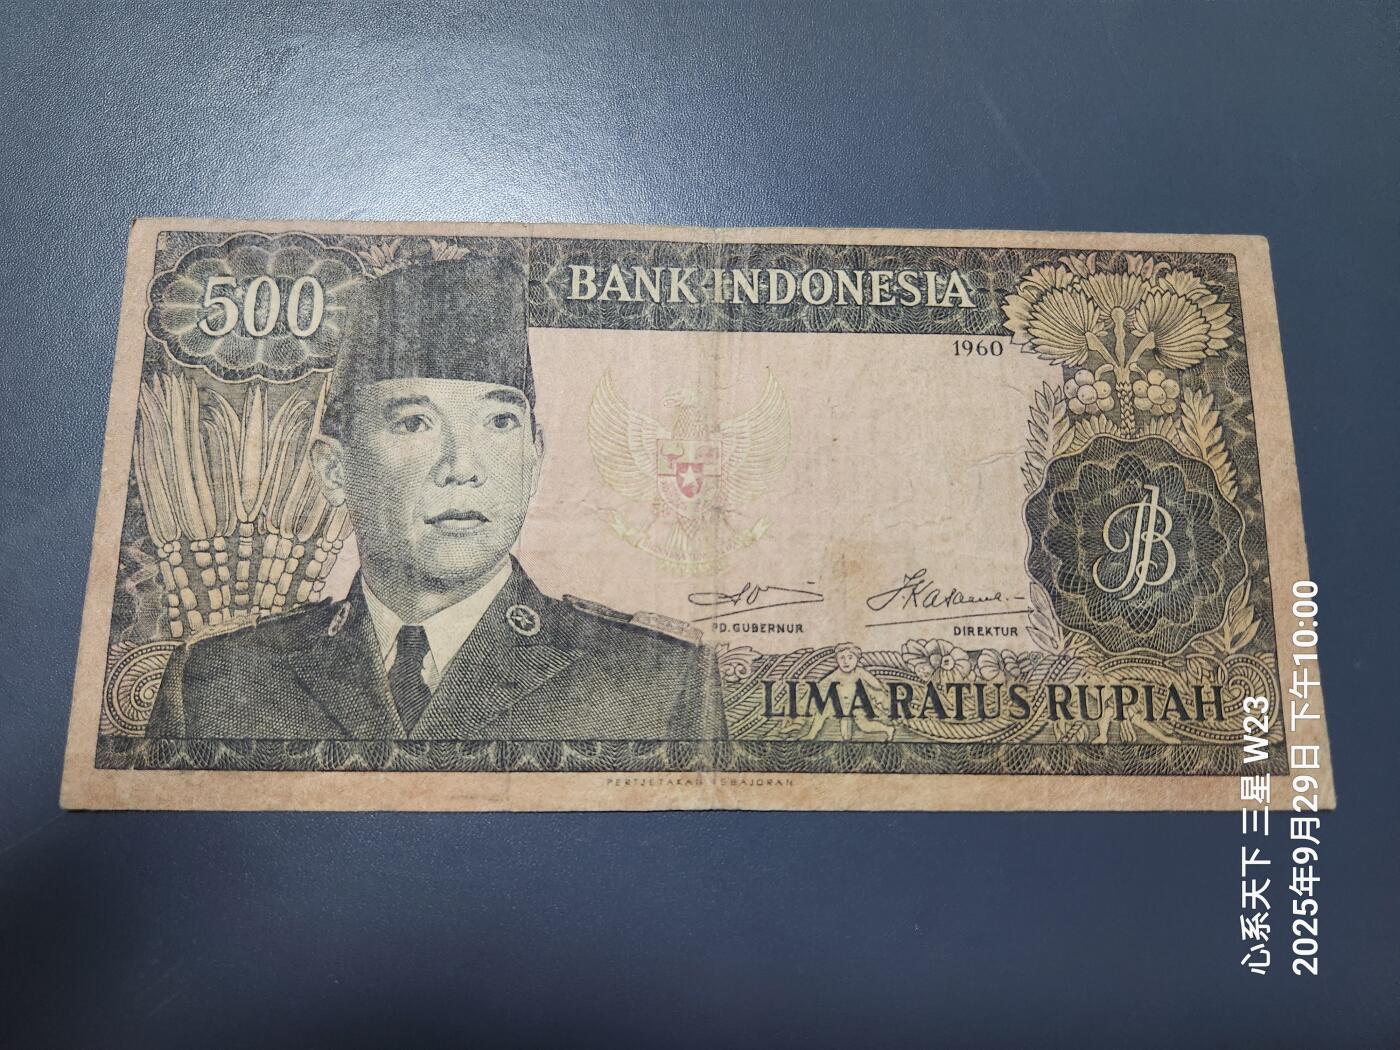 500
BANK INDONESIA
1960
PD. GUBERNUR
DIREKTUR
LIMA RATUS RUPIAH
PERTJETAKAN KEBAJORAN
心系天下 三星 W23
2025年9月29日 下午10:00